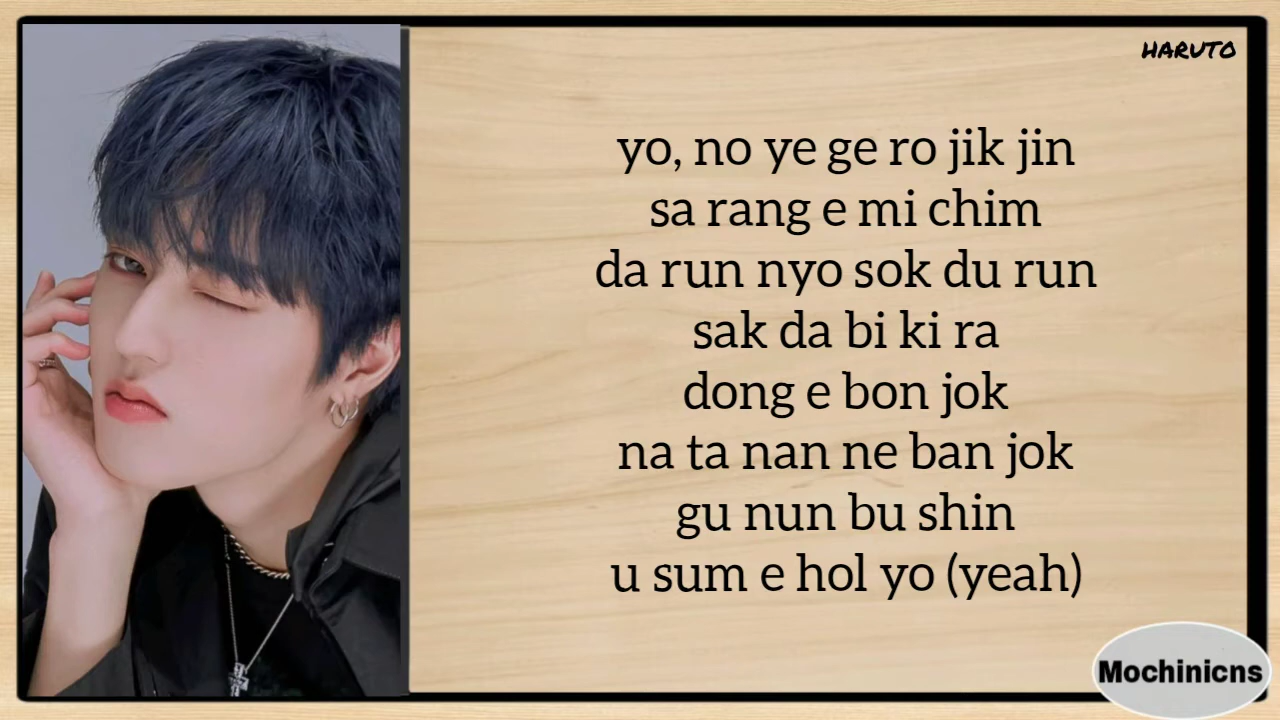 HARUTO
yo, no ye ge ro jik jin
sa rang e mi chim
da run nyo sok du run
sak da bi ki ra
dong e bon jok
na ta nan ne ban jok
gu nun bu shin
u sum e hol yo (yeah)
Mochinicns